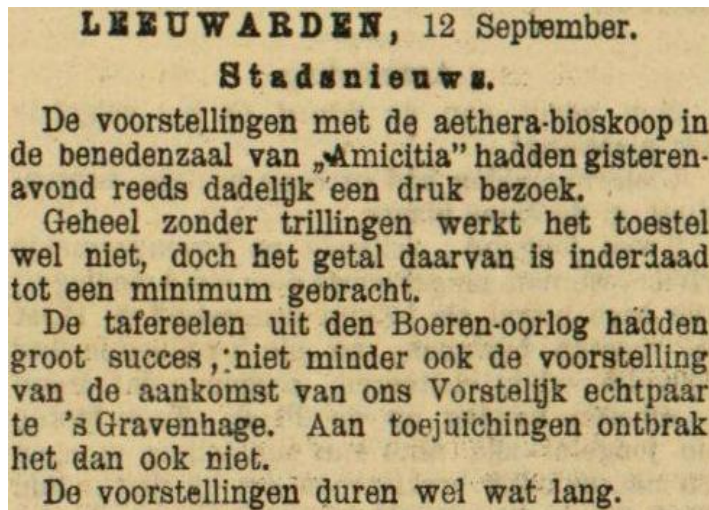 LEEUWARDEN, 12 September.
Stadsnieuws.
De voorstellingen met de aethera-bioskoop in
de benedenzaal van „Amicitia” hadden gisteren-
avond reeds dadelijk een druk bezoek.
Geheel zonder trillingen werkt het toestel
wel niet, doch het getal daarvan is inderdaad
tot een minimum gebracht.
De tafereelen uit den Boeren-oorlog hadden
groot succes, niet minder ook de voorstelling
van de aankomst van ons Vorstelijk echtpaar
te 's Gravenhage. Aan toejuichingen ontbrak
het dan ook niet.
De voorstellingen duren wel wat lang.